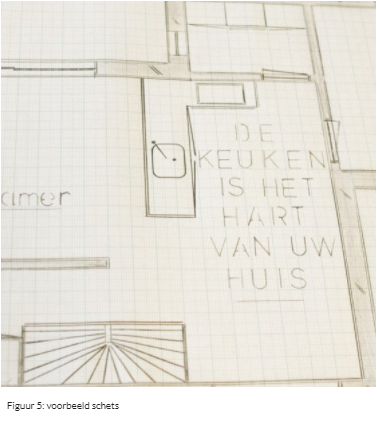 DE
KEUKEN
IS HET
HART
VAN UW
HUIS
Figuur 5: voorbeeld schets